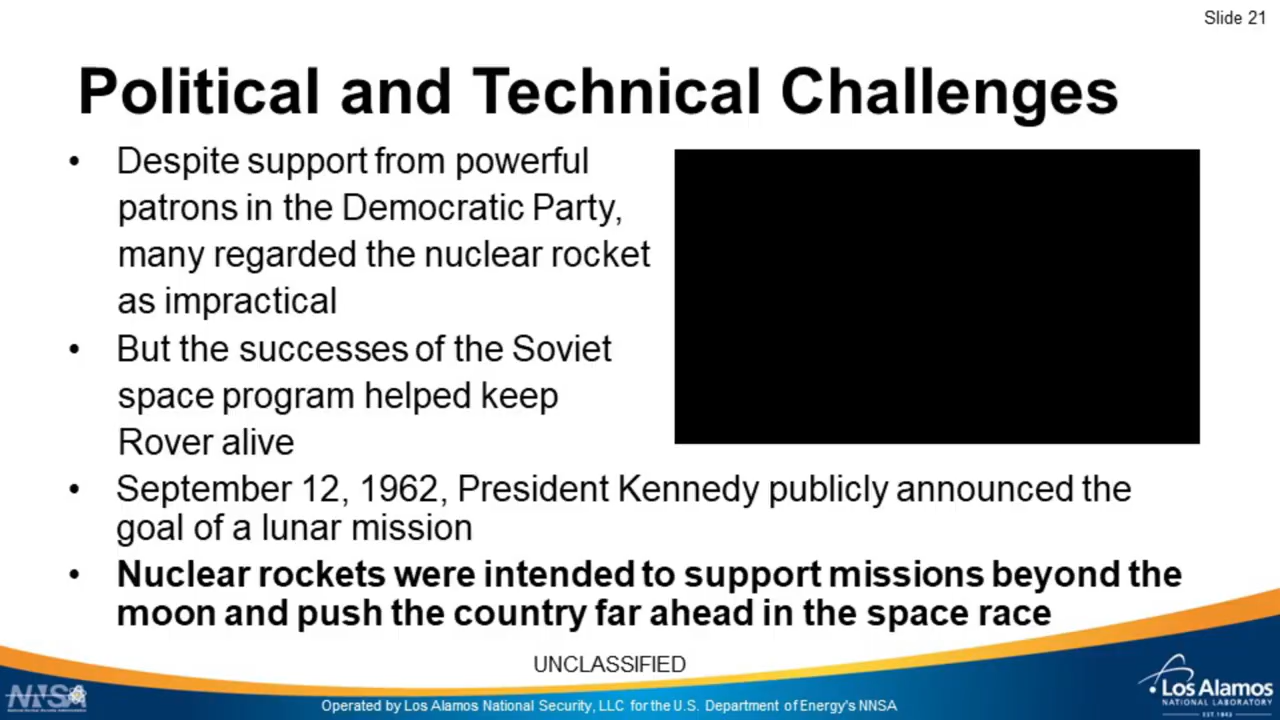 Slide 21
Political and Technical Challenges
• Despite support from powerful
patrons in the Democratic Party,
many regarded the nuclear rocket
as impractical
• But the successes of the Soviet
space program helped keep
Rover alive
• September 12, 1962, President Kennedy publicly announced the
goal of a lunar mission
• Nuclear rockets were intended to support missions beyond the
moon and push the country far ahead in the space race
UNCLASSIFIED
NNSA
Operated by Los Alamos National Security, LLC for the U.S. Department of Energy's NNSA
Los Alamos
NATIONAL LABORATORY
EST. 1943